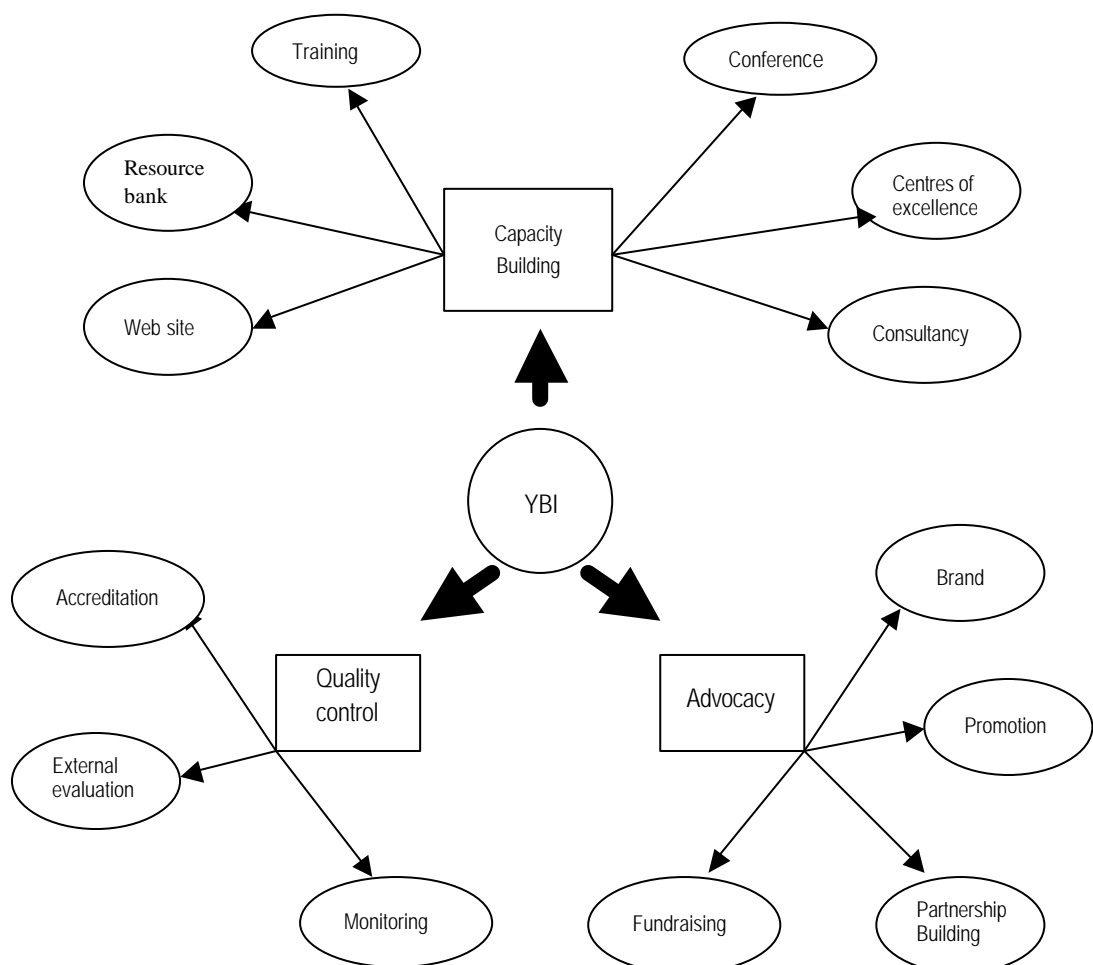 Training
Conference
Resource
bank
Centres of
excellence
Capacity
Building
Web site
Consultancy
YBI
Accreditation
Brand
Quality
control
Advocacy
Promotion
External
evaluation
Monitoring
Fundraising
Partnership
Building